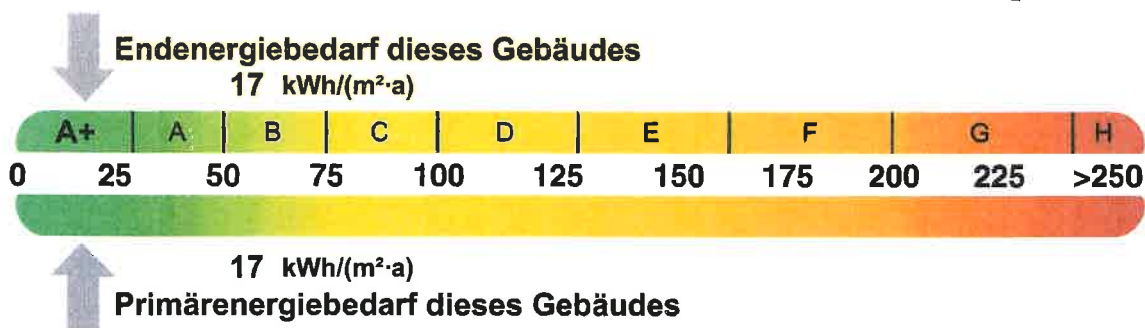 Endenergiebedarf dieses Gebäudes
17 kWh/(m²·a)
A+ A B C D E F G H
0 25 50 75 100 125 150 175 200 225 >250
17 kWh/(m²·a)
Primärenergiebedarf dieses Gebäudes